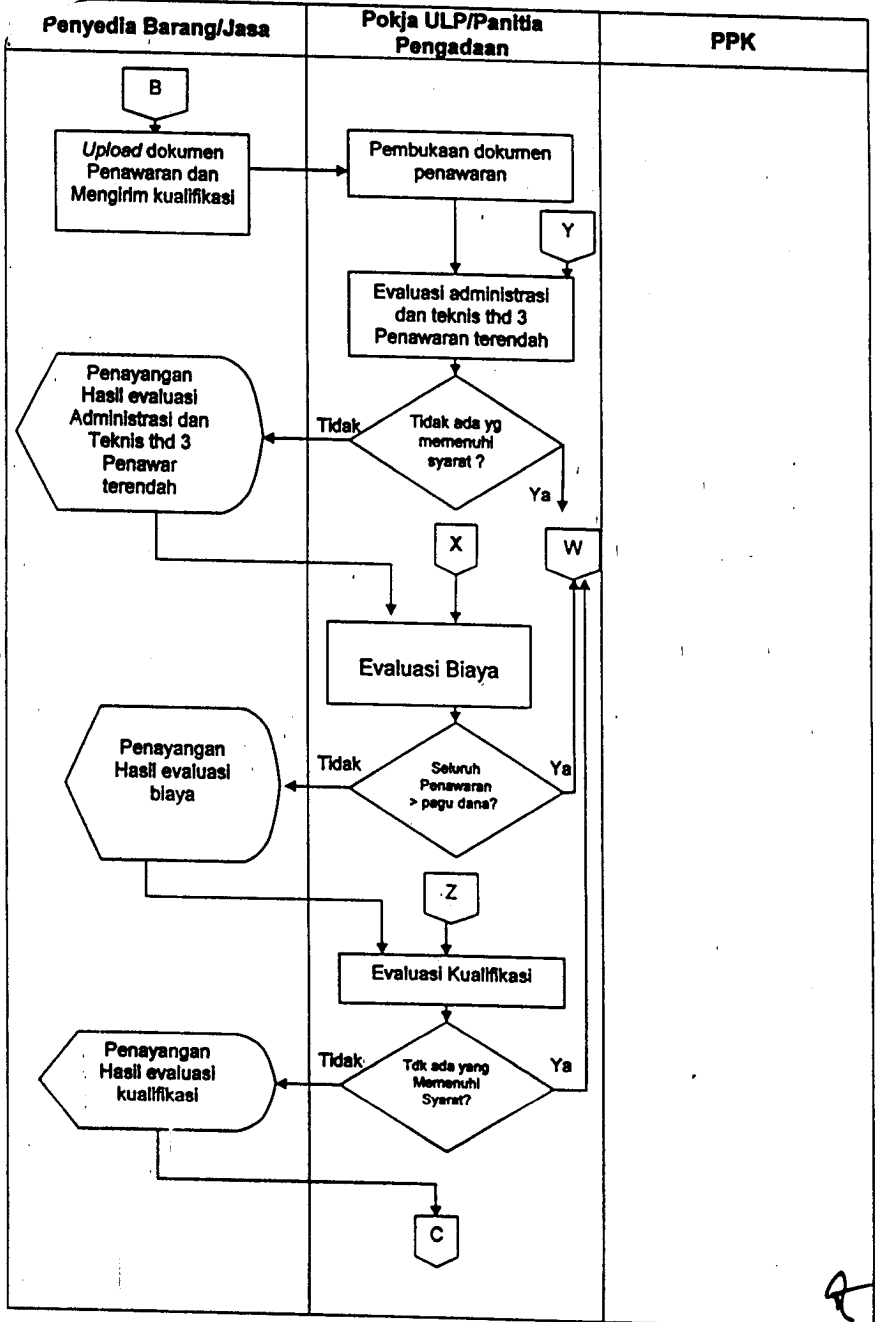 Penyedia Barang/Jasa
Pokja ULP/Panitia
Pengadaan
PPK
B
Upload dokumen
Penawaran dan
Mengirim kualifikasi
Pembukaan dokumen
penawaran
Y
Evaluasi administrasi
dan teknis thd 3
Penawaran terendah
Penayangan
Hasil evaluasi
Administrasi dan
Teknis thd 3
Penawar
terendah
Tidak
Tidak ada yg
memenuhi
syarat ?
Ya
X
W
Evaluasi Biaya
Penayangan
Hasil evaluasi
biaya
Tidak
Seluruh
Penawaran
> pagu dana?
Ya
Z
Evaluasi Kualifikasi
Penayangan
Hasil evaluasi
kualifikasi
Tidak
Tdk ada yang
Memenuhi
Syarat?
Ya
C